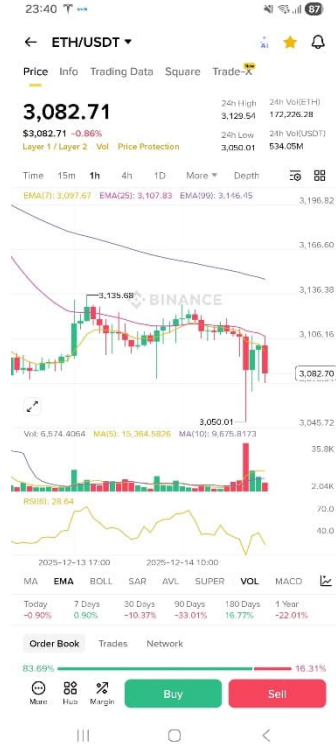 23:40
87
ETH/USDT
AI
Price Info Trading Data Square Trade-X
New
3,082.71
$3,082.71 -0.86%
Layer 1 / Layer 2 Vol Price Protection
24h High 24h Vol(ETH)
3,129.54 172,226.28
24h Low 24h Vol(USDT)
3,050.01 534.05M
Time 15m 1h 4h 1D More Depth
EMA(7): 3,097.67 EMA(25): 3,107.83 EMA(99): 3,146.45
3,196.82
3,166.60
3,136.38
3,135.68
BINANCE
3,106.16
3,082.70
3,050.01
3,045.72
Vol: 6,574.4064 MA(5): 15,364.5826 MA(10): 9,675.8173
35.8K
2.04K
RSI(6): 28.64
70.0
40.0
2025-12-13 17:00 2025-12-14 10:00
MA EMA BOLL SAR AVL SUPER VOL MACD
Today 7 Days 30 Days 90 Days 180 Days 1 Year
-0.90% 0.90% -10.37% -33.01% 16.77% -22.01%
Order Book Trades Network
83.69% 16.31%
More Hub Margin Buy Sell